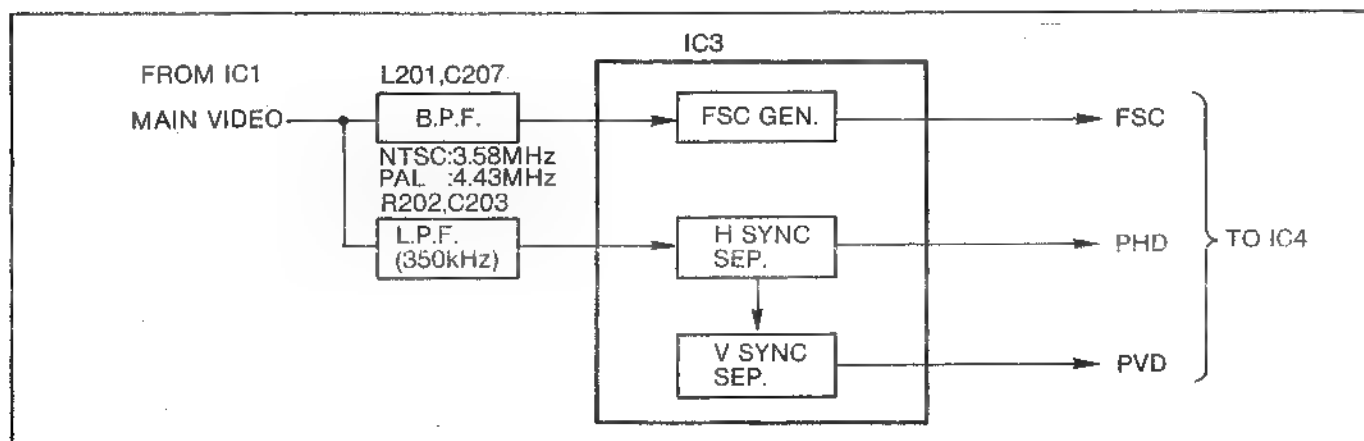 IC3
FROM IC1
MAIN VIDEO
L201,C207
B.P.F.
NTSC:3.58MHz
PAL :4.43MHz
R202,C203
L.P.F.
(350kHz)
FSC GEN.
H SYNC
SEP.
V SYNC
SEP.
FSC
PHD
PVD
TO IC4